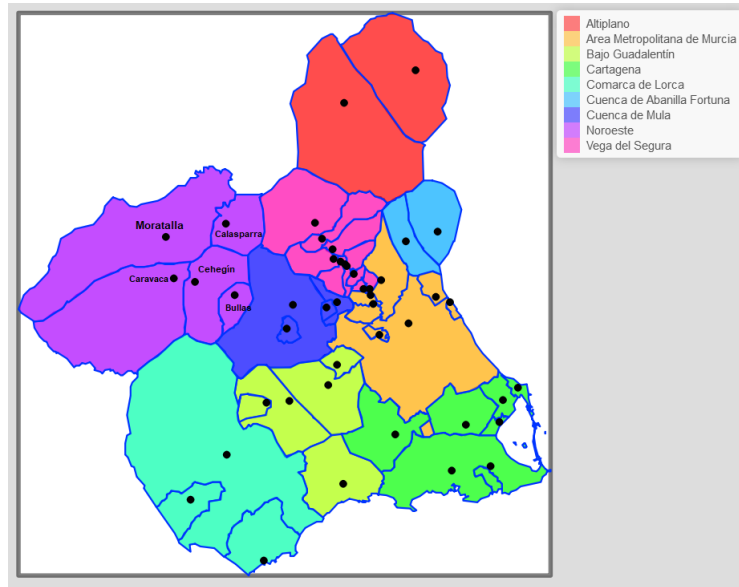 Altiplano
Area Metropolitana de Murcia
Bajo Guadalentín
Cartagena
Comarca de Lorca
Cuenca de Abanilla Fortuna
Cuenca de Mula
Noroeste
Vega del Segura
Moratalla
Calasparra
Caravaca
Cehegín
Bullas